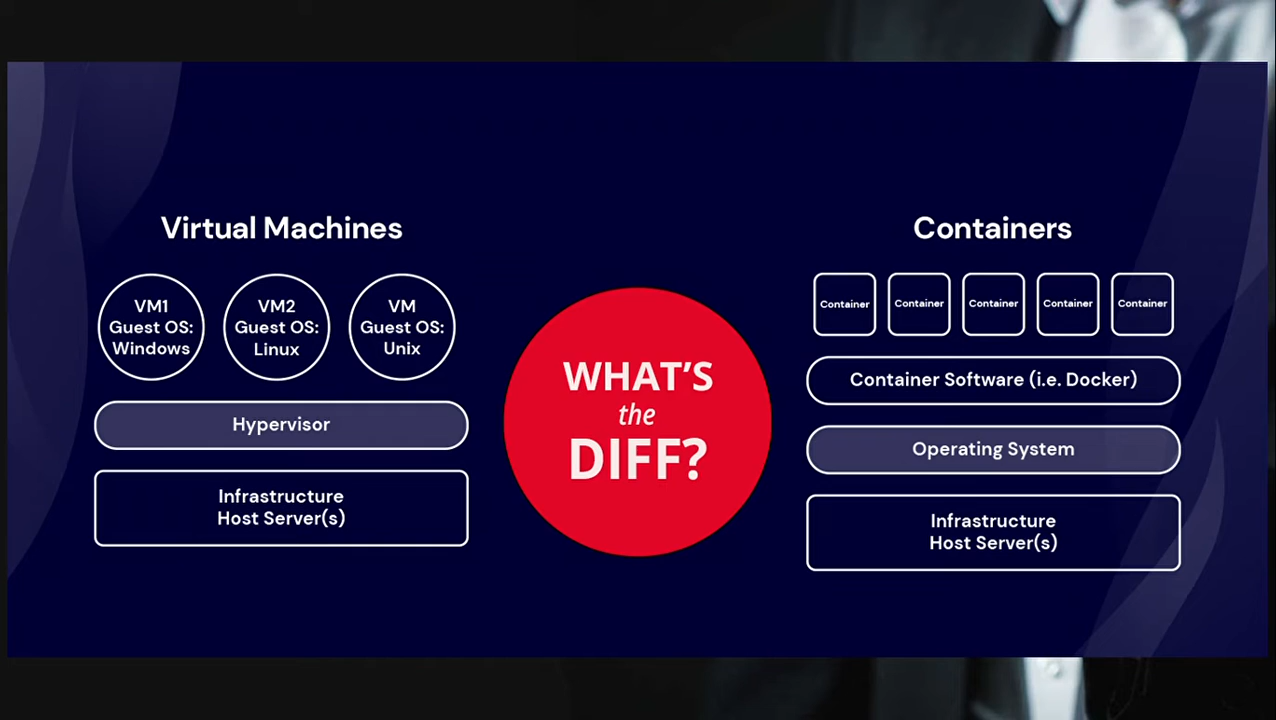 Virtual Machines
VM1
Guest OS:
Windows
VM2
Guest OS:
Linux
VM
Guest OS:
Unix
Hypervisor
Infrastructure
Host Server(s)
WHAT'S
the
DIFF?
Containers
Container
Container
Container
Container
Container
Container Software (i.e. Docker)
Operating System
Infrastructure
Host Server(s)